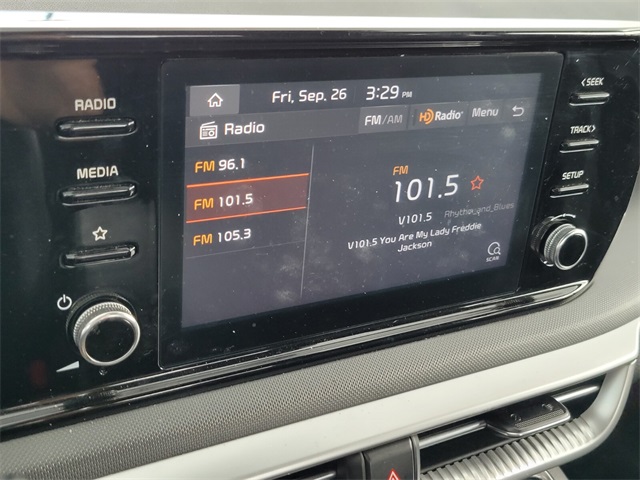 RADIO
MEDIA
Fri, Sep. 26 3:29 PM
Radio
FM/AM HD Radio Menu
FM 96.1
FM 101.5
FM 105.3
FM
101.5
V101.5 Rhythm_and_Blues
V101.5 You Are My Lady Freddie
Jackson
SCAN
< SEEK
TRACK >
SETUP